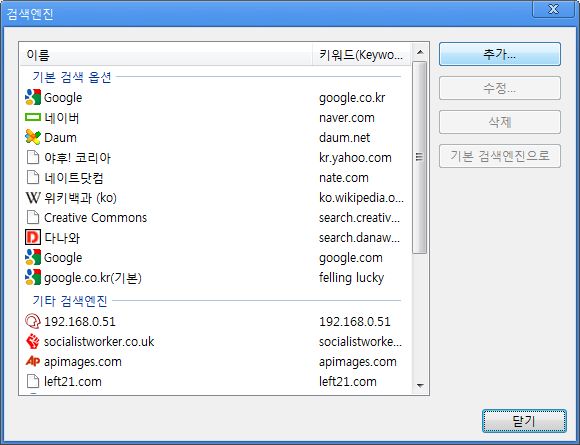 검색엔진
이름 키워드(Keywo...
기본 검색 옵션
Google google.co.kr
네이버 naver.com
Daum daum.net
야후! 코리아 kr.yahoo.com
네이트닷컴 nate.com
W 위키백과 (ko) ko.wikipedia.o...
Creative Commons search.creativ...
D 다나와 search.danaw...
Google google.com
google.co.kr(기본) felling lucky
기타 검색엔진
192.168.0.51 192.168.0.51
socialistworker.co.uk socialistworke...
AP apimages.com apimages.com
left21.com left21.com
추가...
수정...
삭제
기본 검색엔진으로
닫기